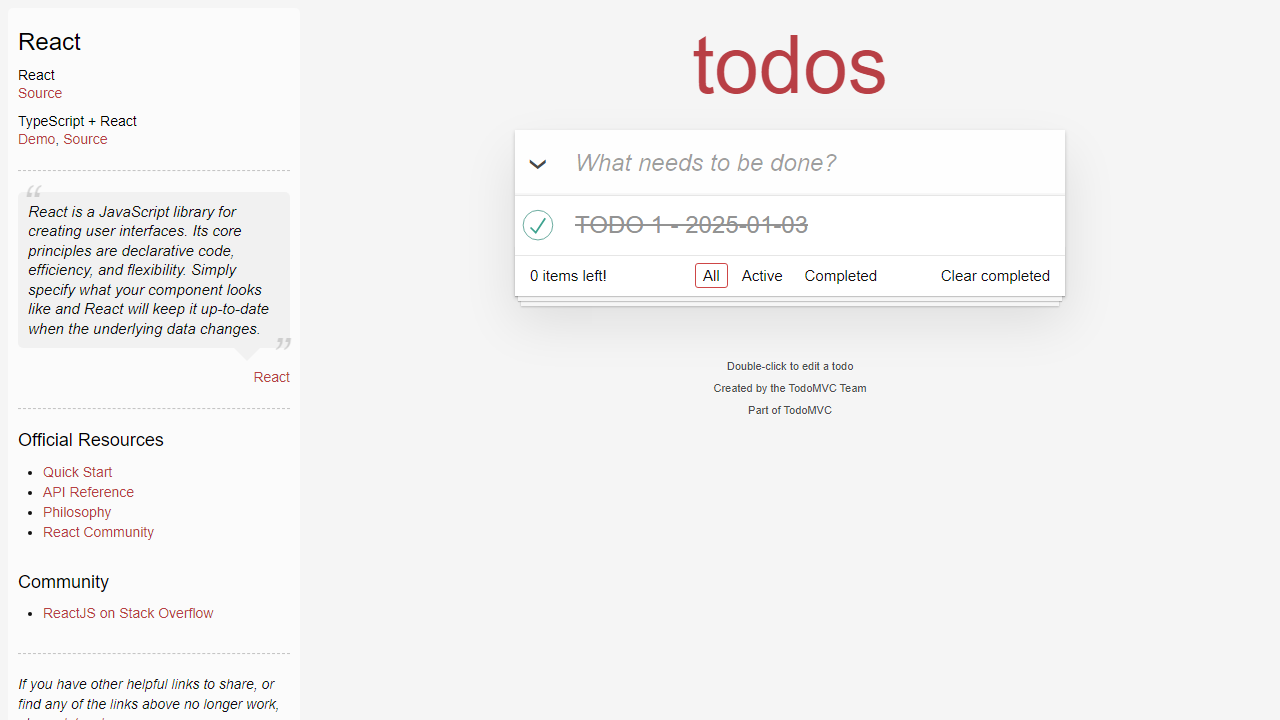 React
React
Source
TypeScript + React
Demo, Source
“
React is a JavaScript library for
creating user interfaces. Its core
principles are declarative code,
efficiency, and flexibility. Simply
specify what your component looks
like and React will keep it up-to-date
when the underlying data changes.
”
React
Official Resources
Quick Start
API Reference
Philosophy
React Community
Community
ReactJS on Stack Overflow
If you have other helpful links to share, or
find any of the links above no longer work,
todos
What needs to be done?
TODO 1 - 2025-01-03
0 items left!
All
Active
Completed
Clear completed
Double-click to edit a todo
Created by the TodoMVC Team
Part of TodoMVC